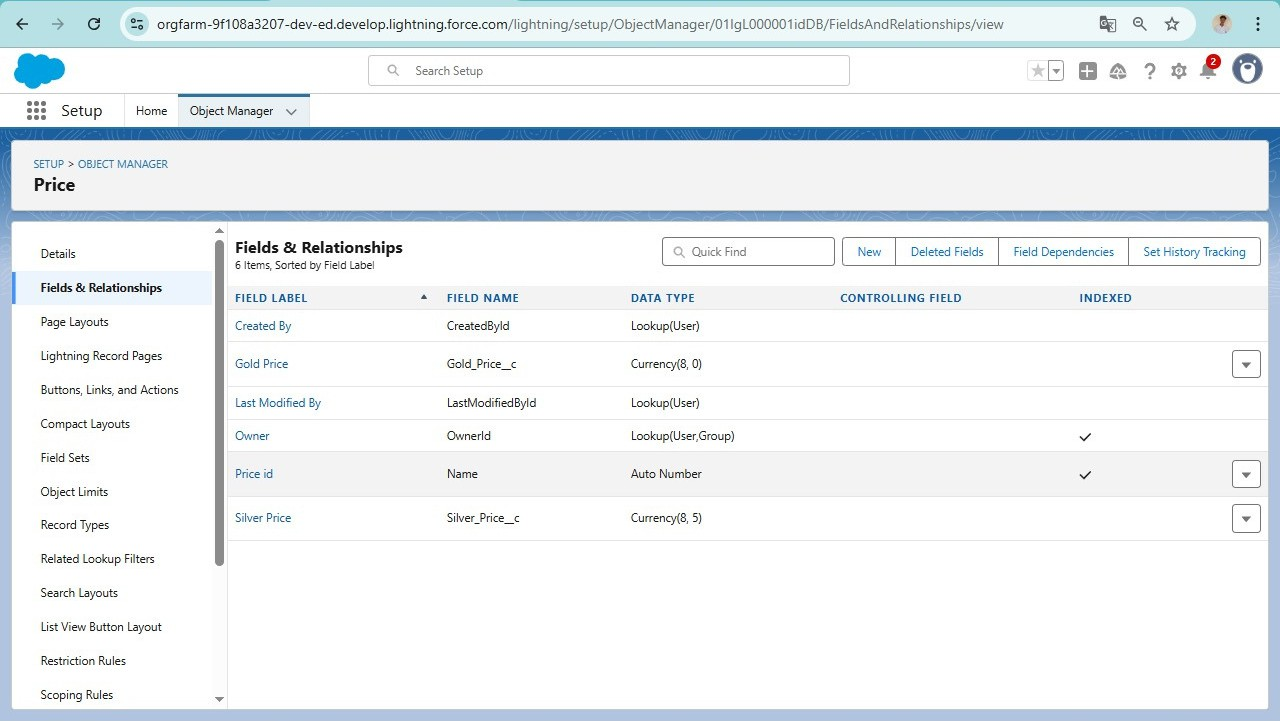 orgfarm-9f108a3207-dev-ed.develop.lightning.force.com/lightning/setup/ObjectManager/01IgL000001idDB/FieldsAndRelationships/view
Search Setup
2
Setup
Home
Object Manager
SETUP > OBJECT MANAGER
Price
Details
Fields & Relationships
Page Layouts
Lightning Record Pages
Buttons, Links, and Actions
Compact Layouts
Field Sets
Object Limits
Record Types
Related Lookup Filters
Search Layouts
List View Button Layout
Restriction Rules
Scoping Rules
Fields & Relationships
6 Items, Sorted by Field Label
Quick Find
New
Deleted Fields
Field Dependencies
Set History Tracking
FIELD LABEL FIELD NAME DATA TYPE CONTROLLING FIELD INDEXED
Created By CreatedById Lookup(User)
Gold Price Gold_Price__c Currency(8, 0)
Last Modified By LastModifiedById Lookup(User)
Owner OwnerId Lookup(User,Group)
Price id Name Auto Number
Silver Price Silver_Price__c Currency(8, 5)